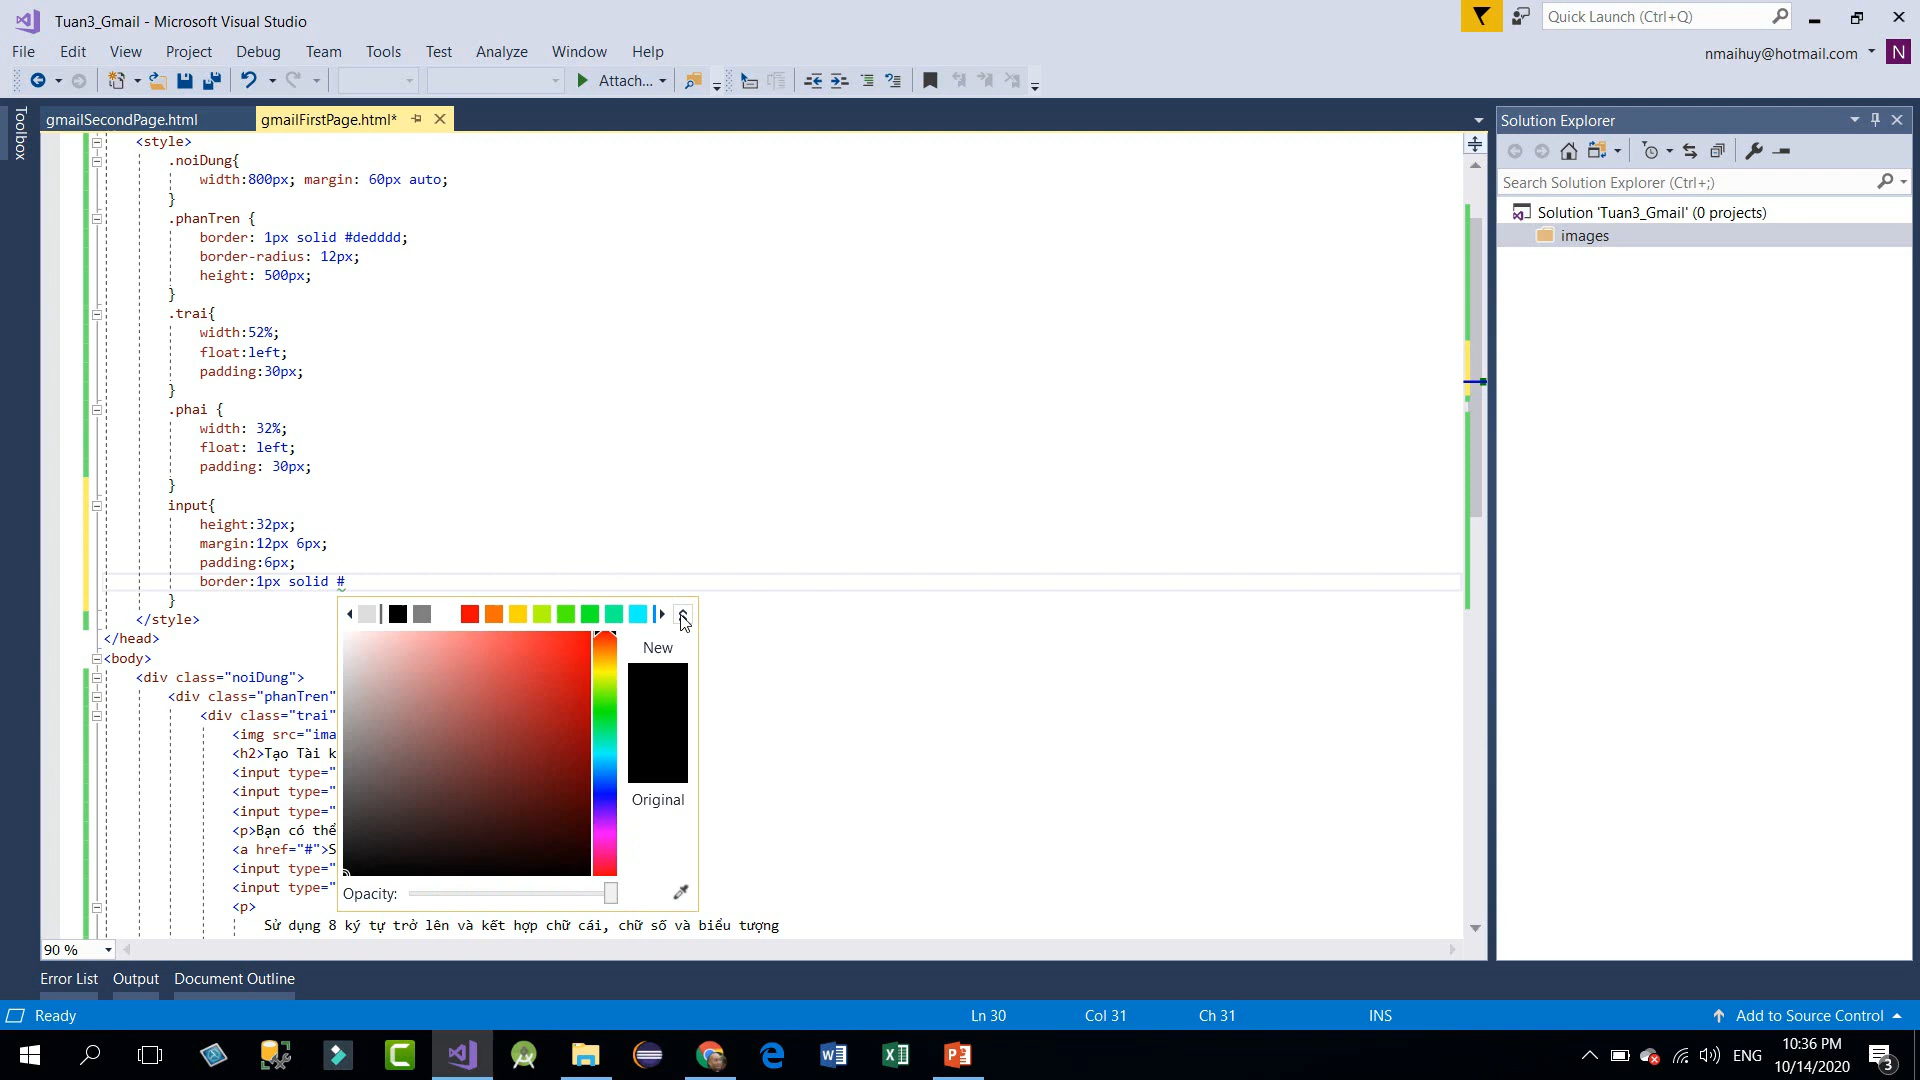 Tuan3_Gmail - Microsoft Visual Studio
Quick Launch (Ctrl+Q)
File Edit View Project Debug Team Tools Test Analyze Window Help
nmaihuy@hotmail.com N
Attach...
Toolbox
gmailSecondPage.html gmailFirstPage.html*
Solution Explorer
Search Solution Explorer (Ctrl+;)
Solution 'Tuan3_Gmail' (0 projects)
images
<style>
.noiDung{
width:800px; margin: 60px auto;
}
.phanTren {
border: 1px solid #dedddd;
border-radius: 12px;
height: 500px;
}
.trai{
width:52%;
float:left;
padding:30px;
}
.phai {
width: 32%;
float: left;
padding: 30px;
}
input{
height:32px;
margin:12px 6px;
padding:6px;
border:1px solid #
}
</style>
</head>
<body>
<div class="noiDung">
<div class="phanTren"
<div class="trai"
<img src="ima
<h2>Tạo Tài k
<input type="
<input type="
<input type="
<p>Bạn có thể
<a href="#">S
<input type="
<input type="
<p>
Sử dụng 8 ký tự trở lên và kết hợp chữ cái, chữ số và biểu tượng
New
Original
Opacity:
90 %
Error List Output Document Outline
Ready Ln 30 Col 31 Ch 31 INS Add to Source Control
ENG
10:36 PM
10/14/2020
3